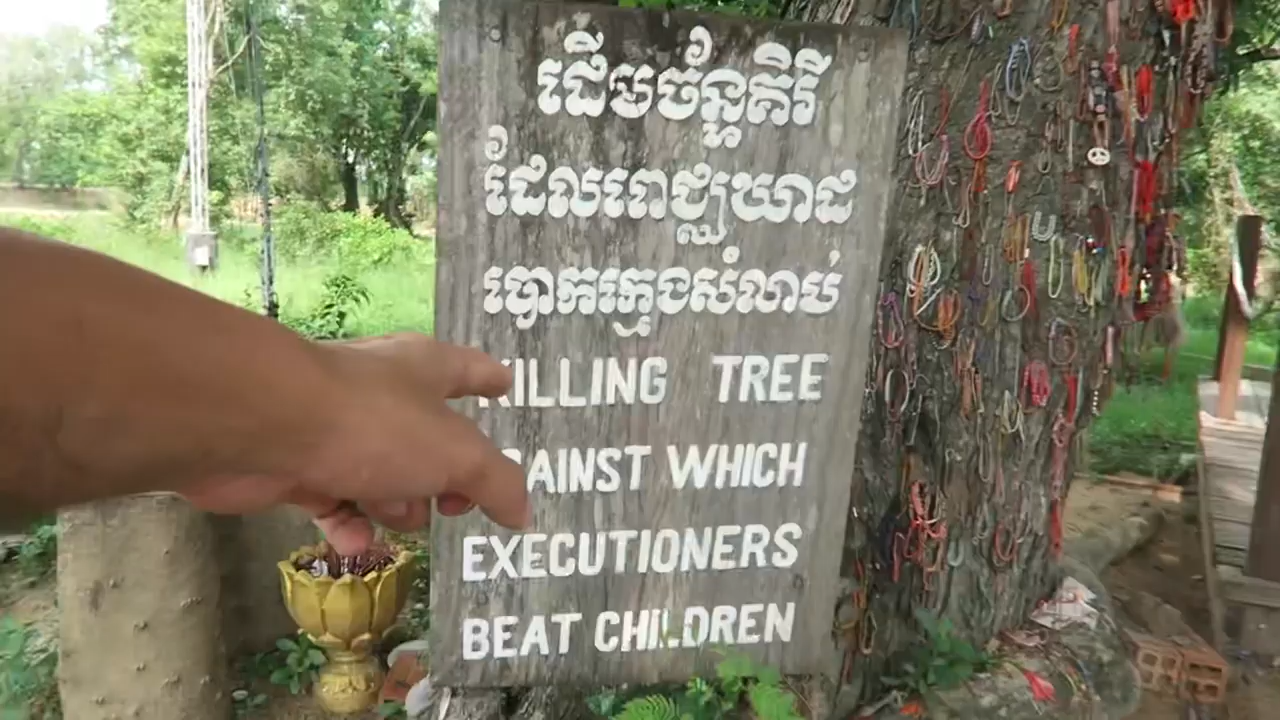 ដើមច័ន្ទគិរី
ដែលពេជ្ឈឃាដ
បោកក្មេងសំលាប់
KILLING TREE
AGAINST WHICH
EXECUTIONERS
BEAT CHILDREN